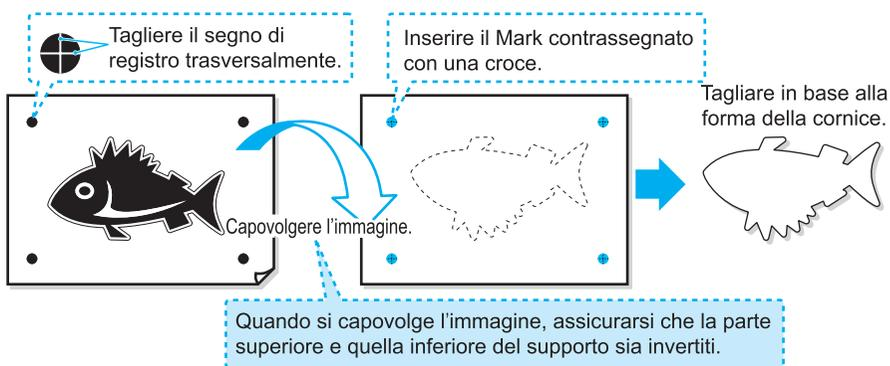 Tagliere il segno di
registro trasversalmente.
Inserire il Mark contrassegnato
con una croce.
Tagliare in base alla
forma della cornice.
Capovolgere l'immagine.
Quando si capovolge l'immagine, assicurarsi che la parte
superiore e quella inferiore del supporto sia invertiti.